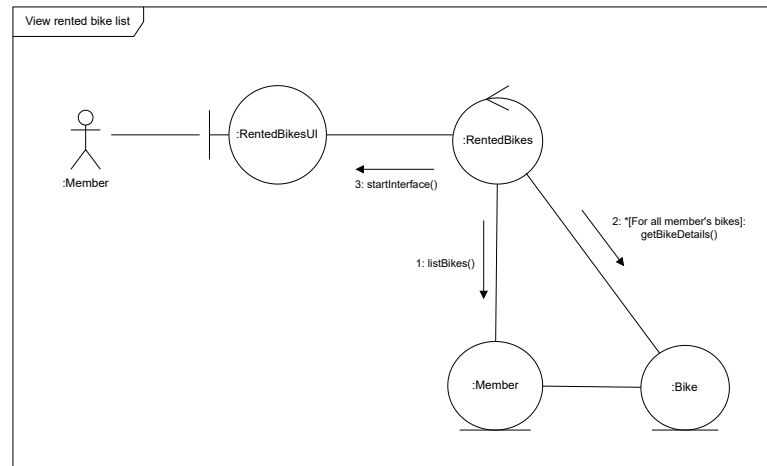 View rented bike list
:RentedBikesUI
:RentedBikes
:Member
3: startInterface()
2: *[For all member's bikes]:
getBikeDetails()
1: listBikes()
:Member
:Bike